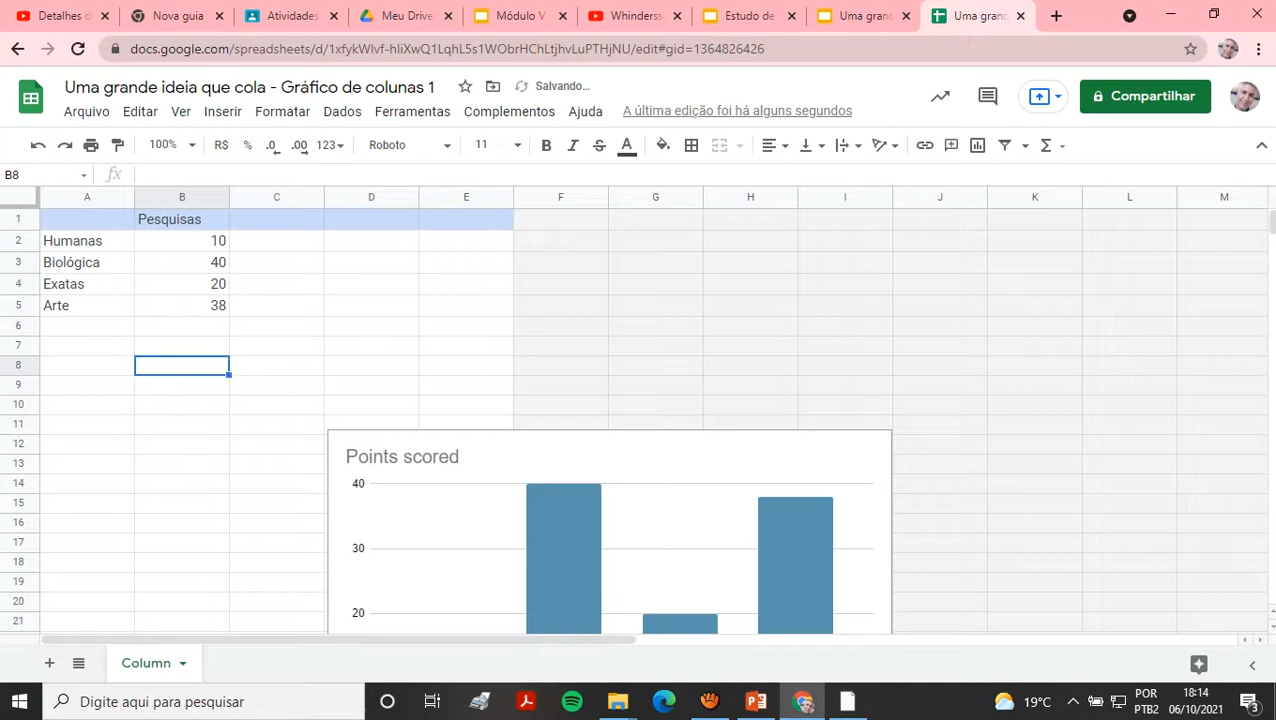 Detalhes d
Nova guia
Atividades
Meu Drive
Módulo V
Whinderss
Estudo de
Uma gran
Uma gran
docs.google.com/spreadsheets/d/1xfykWlvf-hIiXwQ1LqhL5s1WObrHChLtjhvLuPTHjNU/edit#gid=1364826426
Uma grande ideia que cola - Gráfico de colunas 1
Salvando…
Arquivo Editar Ver Inserir Formatar Dados Ferramentas Complementos Ajuda
A última edição foi há alguns segundos
Compartilhar
100% R$ % .0 .00 123 Roboto 11 B I S A Σ
B8 fx
A B C D E F G H I J K L M
1 Pesquisas
2 Humanas 10
3 Biológica 40
4 Exatas 20
5 Arte 38
6
7
8
9
10
11
12
13
14
15
16
17
18
19
20
21
Points scored
40
30
20
Column
Digite aqui para pesquisar
19°C
POR
PTB2
18:14
06/10/2021
3